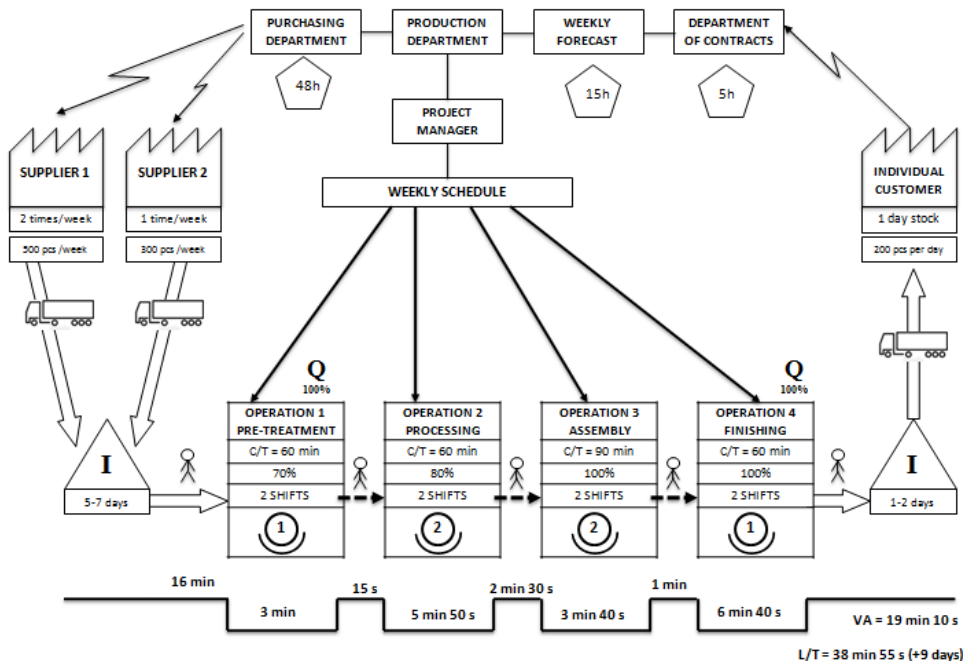 PURCHASING
DEPARTMENT
PRODUCTION
DEPARTMENT
WEEKLY
FORECAST
DEPARTMENT
OF CONTRACTS
48h
15h
5h
PROJECT
MANAGER
WEEKLY SCHEDULE
SUPPLIER 1
2 times/week
500 pcs/week
SUPPLIER 2
1 time/week
300 pcs/week
INDIVIDUAL
CUSTOMER
1 day stock
200 pcs per day
Q
100%
Q
100%
I
5-7 days
OPERATION 1
PRE-TREATMENT
C/T = 60 min
70%
2 SHIFTS
1
OPERATION 2
PROCESSING
C/T = 60 min
80%
2 SHIFTS
2
OPERATION 3
ASSEMBLY
C/T = 90 min
100%
2 SHIFTS
2
OPERATION 4
FINISHING
C/T = 60 min
100%
2 SHIFTS
1
I
1-2 days
16 min
3 min
15 s
5 min 50 s
2 min 30 s
3 min 40 s
1 min
6 min 40 s
VA = 19 min 10 s
L/T = 38 min 55 s (+9 days)